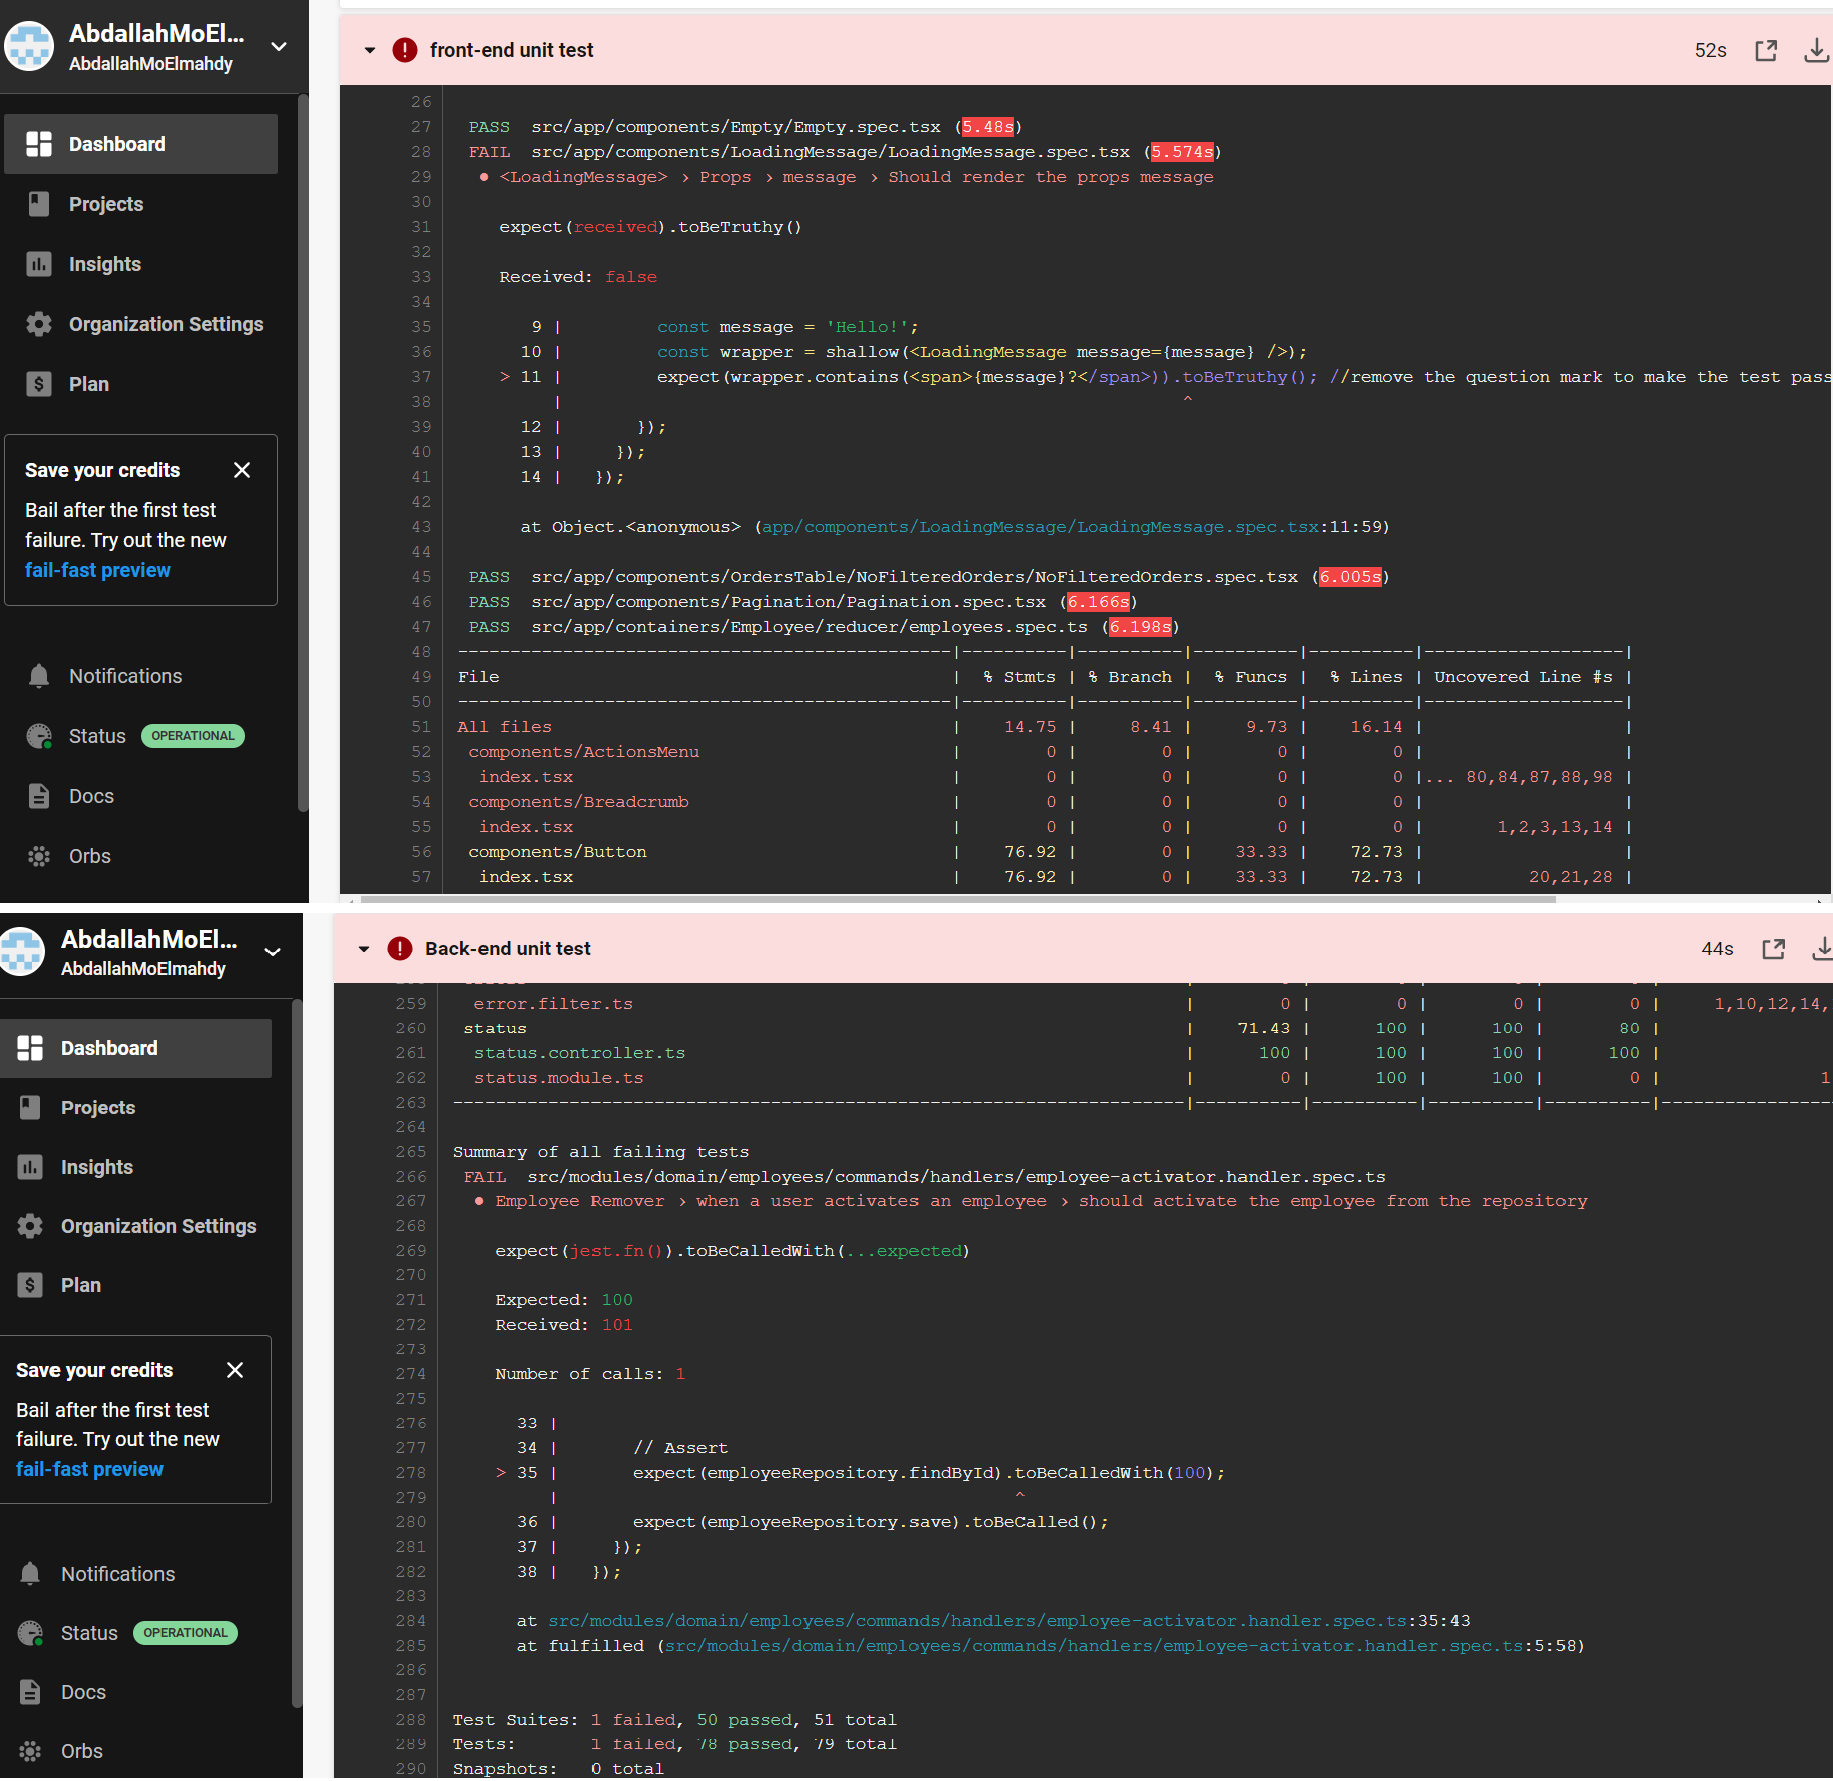 AbdallahMoEl...
AbdallahMoElmahdy
Dashboard
Projects
Insights
Organization Settings
Plan
Save your credits
Bail after the first test
failure. Try out the new
fail-fast preview
Notifications
Status OPERATIONAL
Docs
Orbs
front-end unit test 52s
26
27 PASS src/app/components/Empty/Empty.spec.tsx (5.48s)
28 FAIL src/app/components/LoadingMessage/LoadingMessage.spec.tsx (5.574s)
29 ● <LoadingMessage> › Props › message › Should render the props message
30
31 expect(received).toBeTruthy()
32
33 Received: false
34
35 9 | const message = 'Hello!';
36 10 | const wrapper = shallow(<LoadingMessage message={message} />);
37 > 11 | expect(wrapper.contains(<span>{message}?</span>)).toBeTruthy(); //remove the question mark to make the test pass
38 | ^
39 12 | });
40 13 | });
41 14 | });
42
43 at Object.<anonymous> (app/components/LoadingMessage/LoadingMessage.spec.tsx:11:59)
44
45 PASS src/app/components/OrdersTable/NoFilteredOrders/NoFilteredOrders.spec.tsx (6.005s)
46 PASS src/app/components/Pagination/Pagination.spec.tsx (6.166s)
47 PASS src/app/containers/Employee/reducer/employees.spec.ts (6.198s)
48 -----------------------------------------------|----------|----------|----------|----------|-------------------|
49 File | % Stmts | % Branch | % Funcs | % Lines | Uncovered Line #s |
50 -----------------------------------------------|----------|----------|----------|----------|-------------------|
51 All files | 14.75 | 8.41 | 9.73 | 16.14 | |
52 components/ActionsMenu | 0 | 0 | 0 | 0 | |
53 index.tsx | 0 | 0 | 0 | 0 |... 80,84,87,88,98 |
54 components/Breadcrumb | 0 | 0 | 0 | 0 | |
55 index.tsx | 0 | 0 | 0 | 0 | 1,2,3,13,14 |
56 components/Button | 76.92 | 0 | 33.33 | 72.73 | |
57 index.tsx | 76.92 | 0 | 33.33 | 72.73 | 20,21,28 |
AbdallahMoEl...
AbdallahMoElmahdy
Dashboard
Projects
Insights
Organization Settings
Plan
Save your credits
Bail after the first test
failure. Try out the new
fail-fast preview
Notifications
Status OPERATIONAL
Docs
Orbs
Back-end unit test 44s
259 error.filter.ts | 0 | 0 | 0 | 0 | 1,10,12,14,
260 status | 71.43 | 100 | 100 | 80 |
261 status.controller.ts | 100 | 100 | 100 | 100 |
262 status.module.ts | 0 | 100 | 100 | 0 | 1
263 ---------------------------------------------------------------------|----------|----------|----------|----------|-----------------
264
265 Summary of all failing tests
266 FAIL src/modules/domain/employees/commands/handlers/employee-activator.handler.spec.ts
267 ● Employee Remover › when a user activates an employee › should activate the employee from the repository
268
269 expect(jest.fn()).toBeCalledWith(...expected)
270
271 Expected: 100
272 Received: 101
273
274 Number of calls: 1
275
276 33 |
277 34 | // Assert
278 > 35 | expect(employeeRepository.findById).toBeCalledWith(100);
279 | ^
280 36 | expect(employeeRepository.save).toBeCalled();
281 37 | });
282 38 | });
283
284 at src/modules/domain/employees/commands/handlers/employee-activator.handler.spec.ts:35:43
285 at fulfilled (src/modules/domain/employees/commands/handlers/employee-activator.handler.spec.ts:5:58)
286
287
288 Test Suites: 1 failed, 50 passed, 51 total
289 Tests: 1 failed, 78 passed, 79 total
290 Snapshots: 0 total